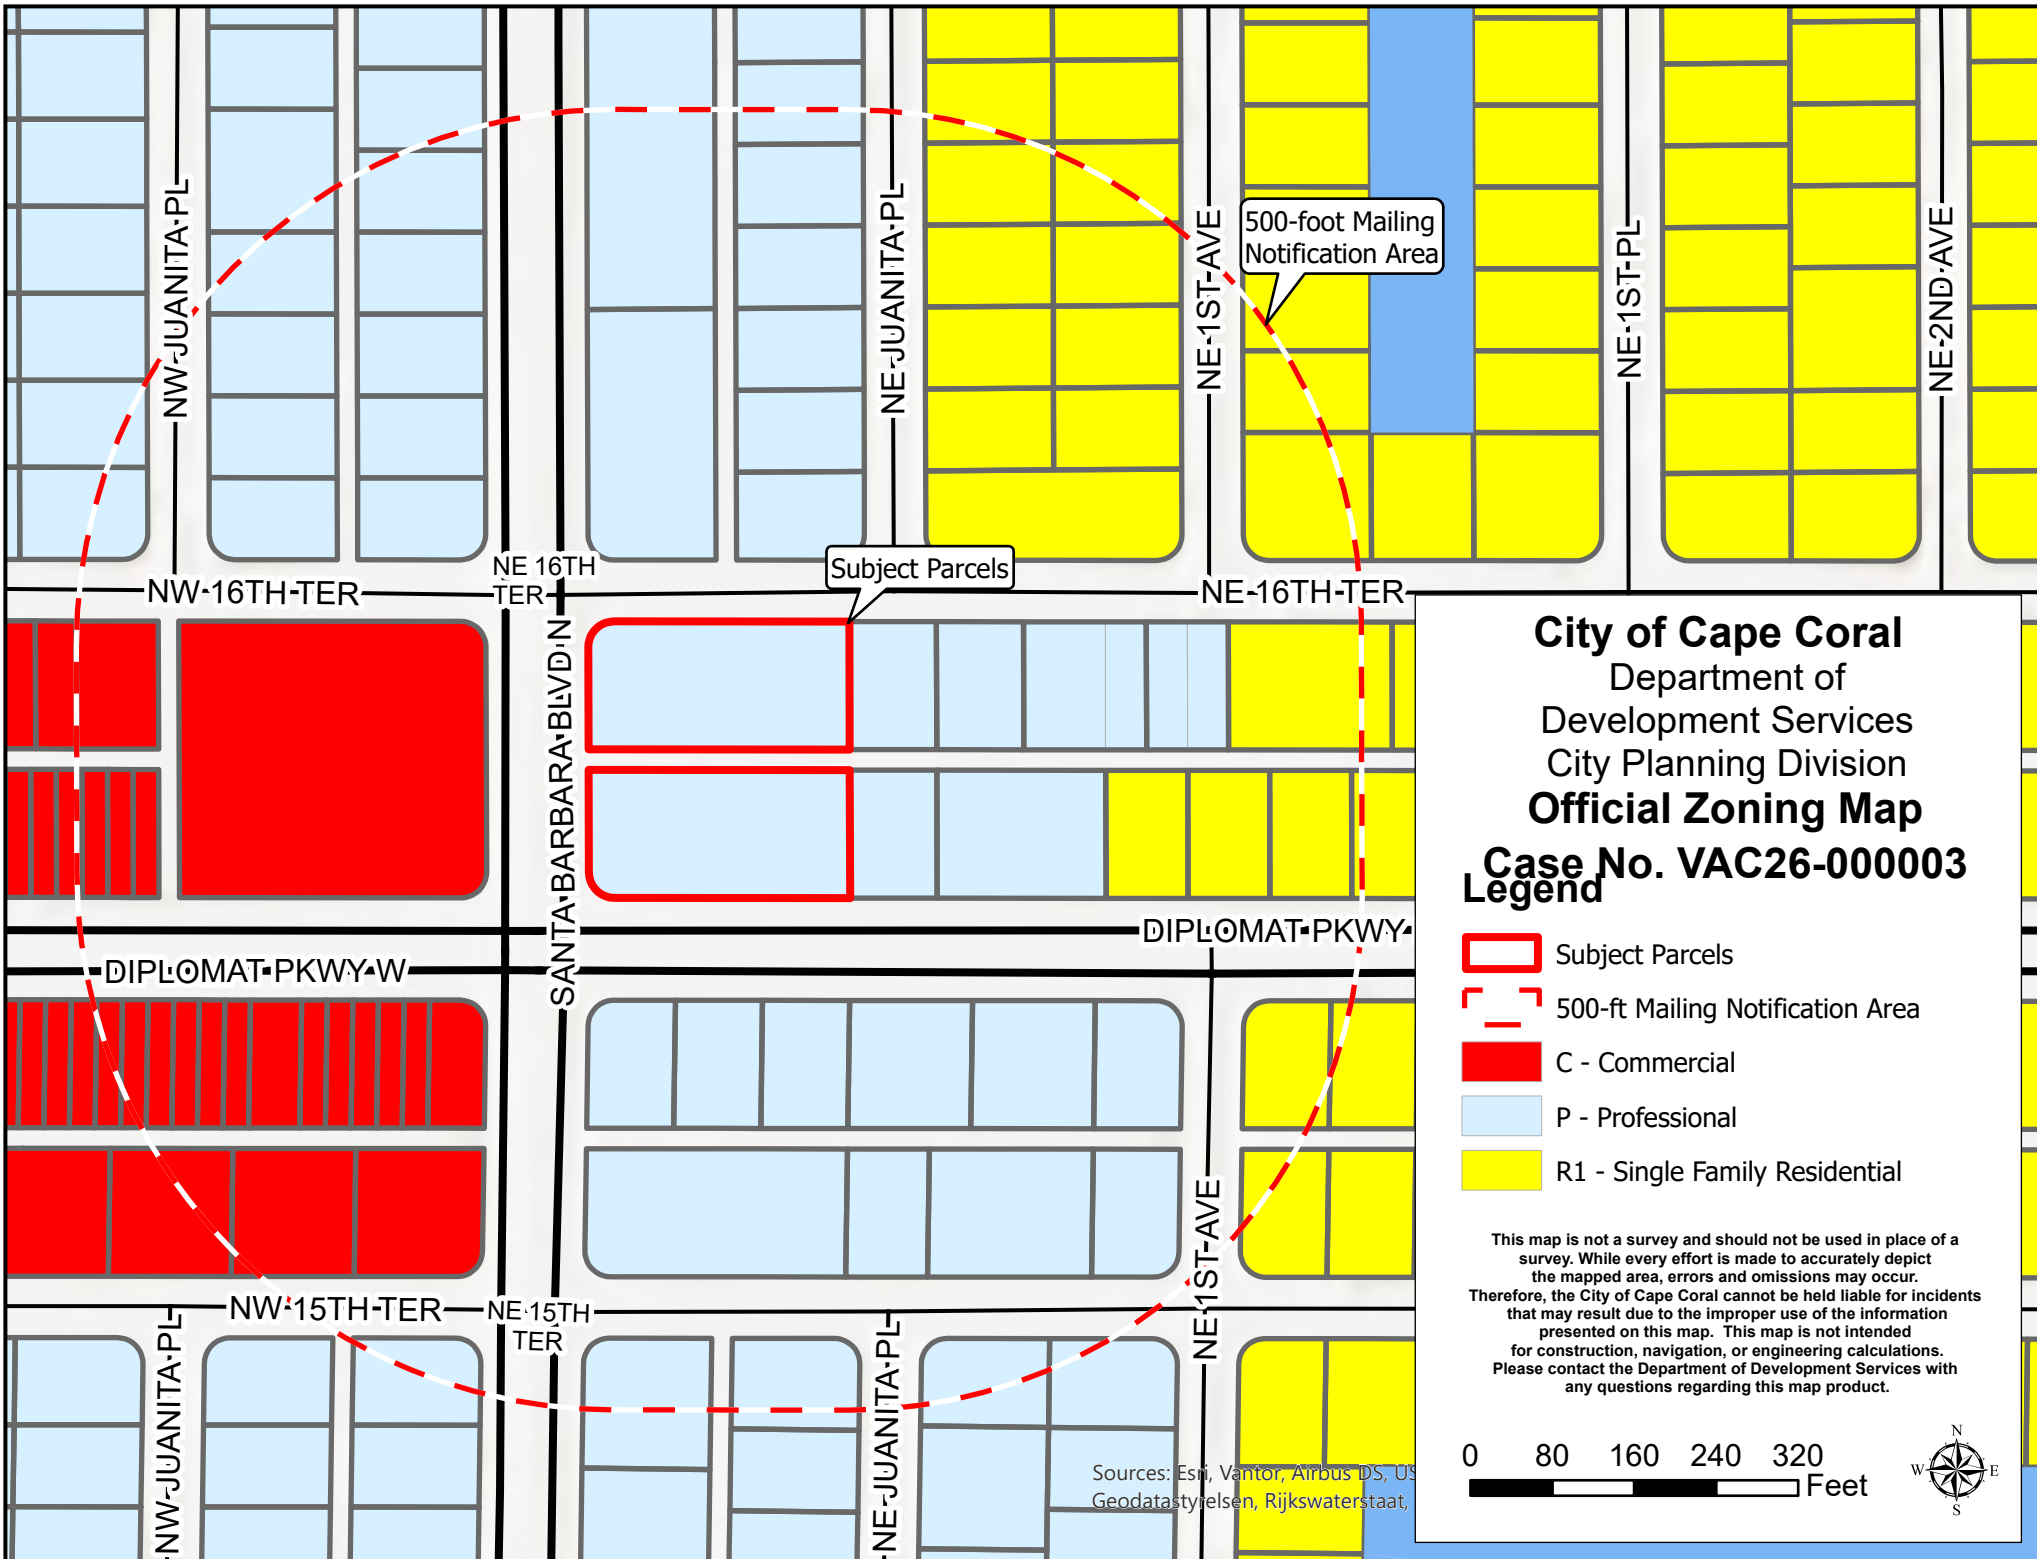 NW JUANITA PL
NE JUANITA PL
NE 1ST AVE
500-foot Mailing
Notification Area
NE 1ST PL
NE 2ND AVE
NW 16TH TER
NE 16TH
TER
Subject Parcels
NE 16TH TER
SANTA BARBARA BLVD N
DIPLOMAT PKWY
DIPLOMAT PKWY W
NW 15TH TER
NE 15TH
TER
NE 1ST AVE
NW JUANITA PL
NE JUANITA PL
Sources: Esri, Vantor, Airbus DS, US
Geodatastyrelsen, Rijkswaterstaat,
City of Cape Coral
Department of
Development Services
City Planning Division
Official Zoning Map
Case No. VAC26-000003
Legend
Subject Parcels
500-ft Mailing Notification Area
C - Commercial
P - Professional
R1 - Single Family Residential
This map is not a survey and should not be used in place of a
survey. While every effort is made to accurately depict
the mapped area, errors and omissions may occur.
Therefore, the City of Cape Coral cannot be held liable for incidents
that may result due to the improper use of the information
presented on this map. This map is not intended
for construction, navigation, or engineering calculations.
Please contact the Department of Development Services with
any questions regarding this map product.
0 80 160 240 320
Feet
N
W E
S